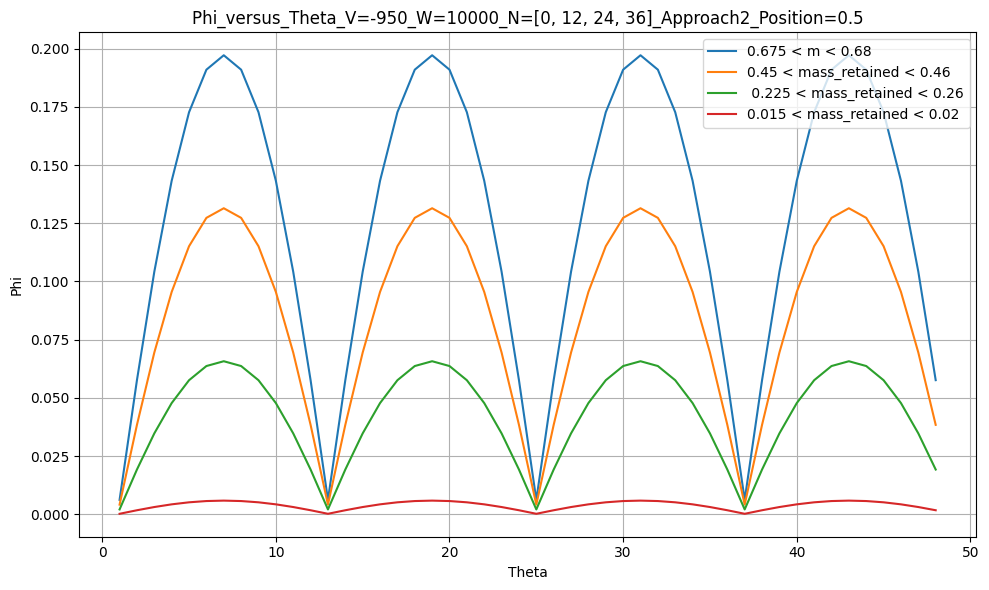 Phi_versus_Theta_V=-950_W=10000_N=[0, 12, 24, 36]_Approach2_Position=0.5
0.675 < m < 0.68
0.45 < mass_retained < 0.46
0.225 < mass_retained < 0.26
0.015 < mass_retained < 0.02
0.200
0.175
0.150
0.125
0.100
0.075
0.050
0.025
0.000
Phi
0
10
20
30
40
50
Theta